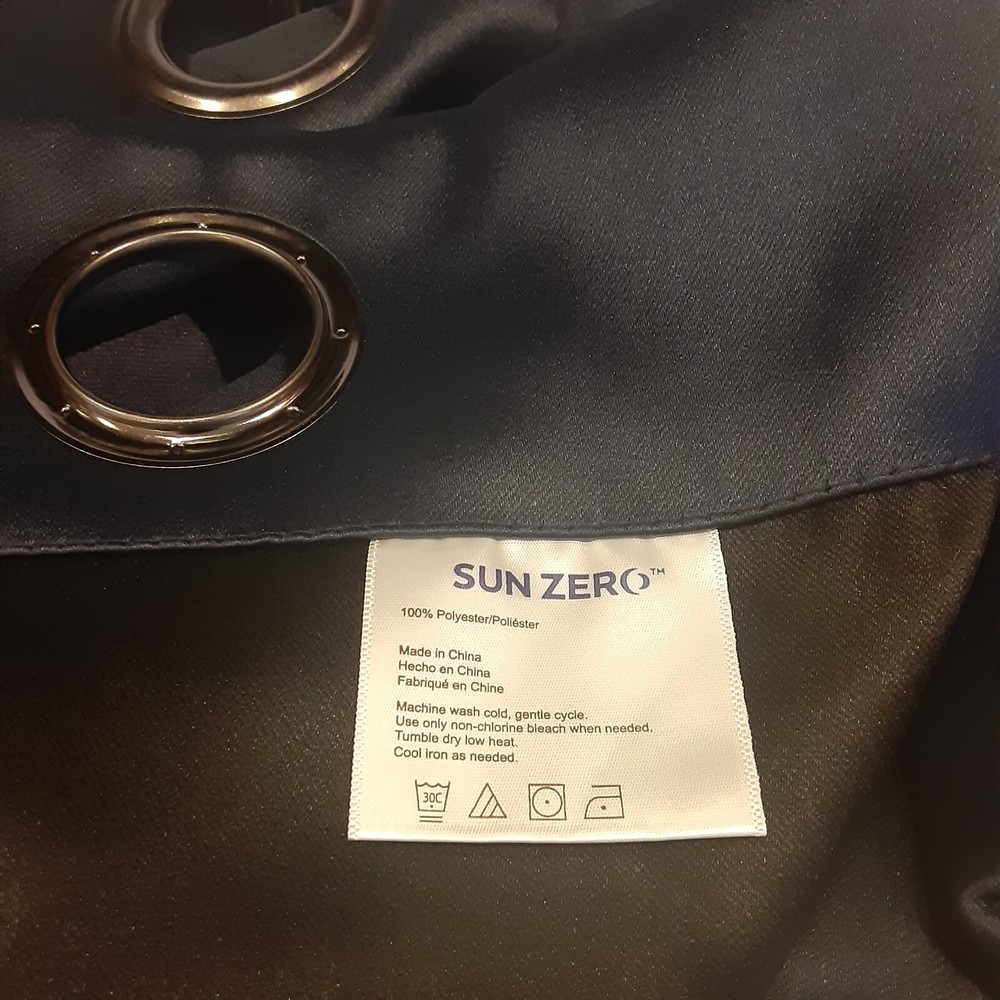 SUN ZERO™
100% Polyester/Poliéster
Made in China
Hecho en China
Fabriqué en Chine
Machine wash cold, gentle cycle.
Use only non-chlorine bleach when needed.
Tumble dry low heat.
Cool iron as needed.
30C